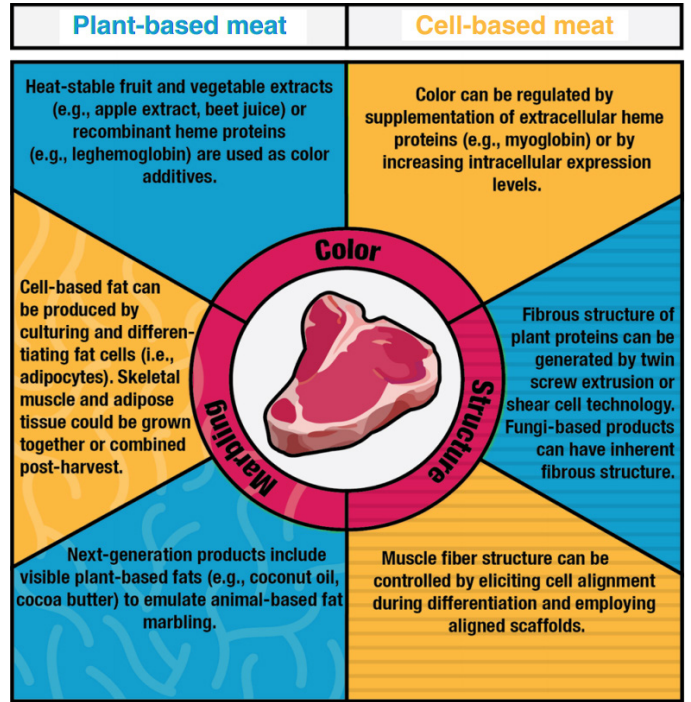 Plant-based meat
Cell-based meat
Heat-stable fruit and vegetable extracts
(e.g., apple extract, beet juice) or
recombinant heme proteins
(e.g., leghemoglobin) are used as color
additives.
Color can be regulated by
supplementation of extracellular heme
proteins (e.g., myoglobin) or by
increasing intracellular expression
levels.
Color
Cell-based fat can
be produced by
culturing and differen-
tiating fat cells (i.e.,
adipocytes). Skeletal
muscle and adipose
tissue could be grown
together or combined
post-harvest.
Marbling
Structure
Fibrous structure of
plant proteins can be
generated by twin
screw extrusion or
shear cell technology.
Fungi-based products
can have inherent
fibrous structure.
Next-generation products include
visible plant-based fats (e.g., coconut oil,
cocoa butter) to emulate animal-based fat
marbling.
Muscle fiber structure can be
controlled by eliciting cell alignment
during differentiation and employing
aligned scaffolds.